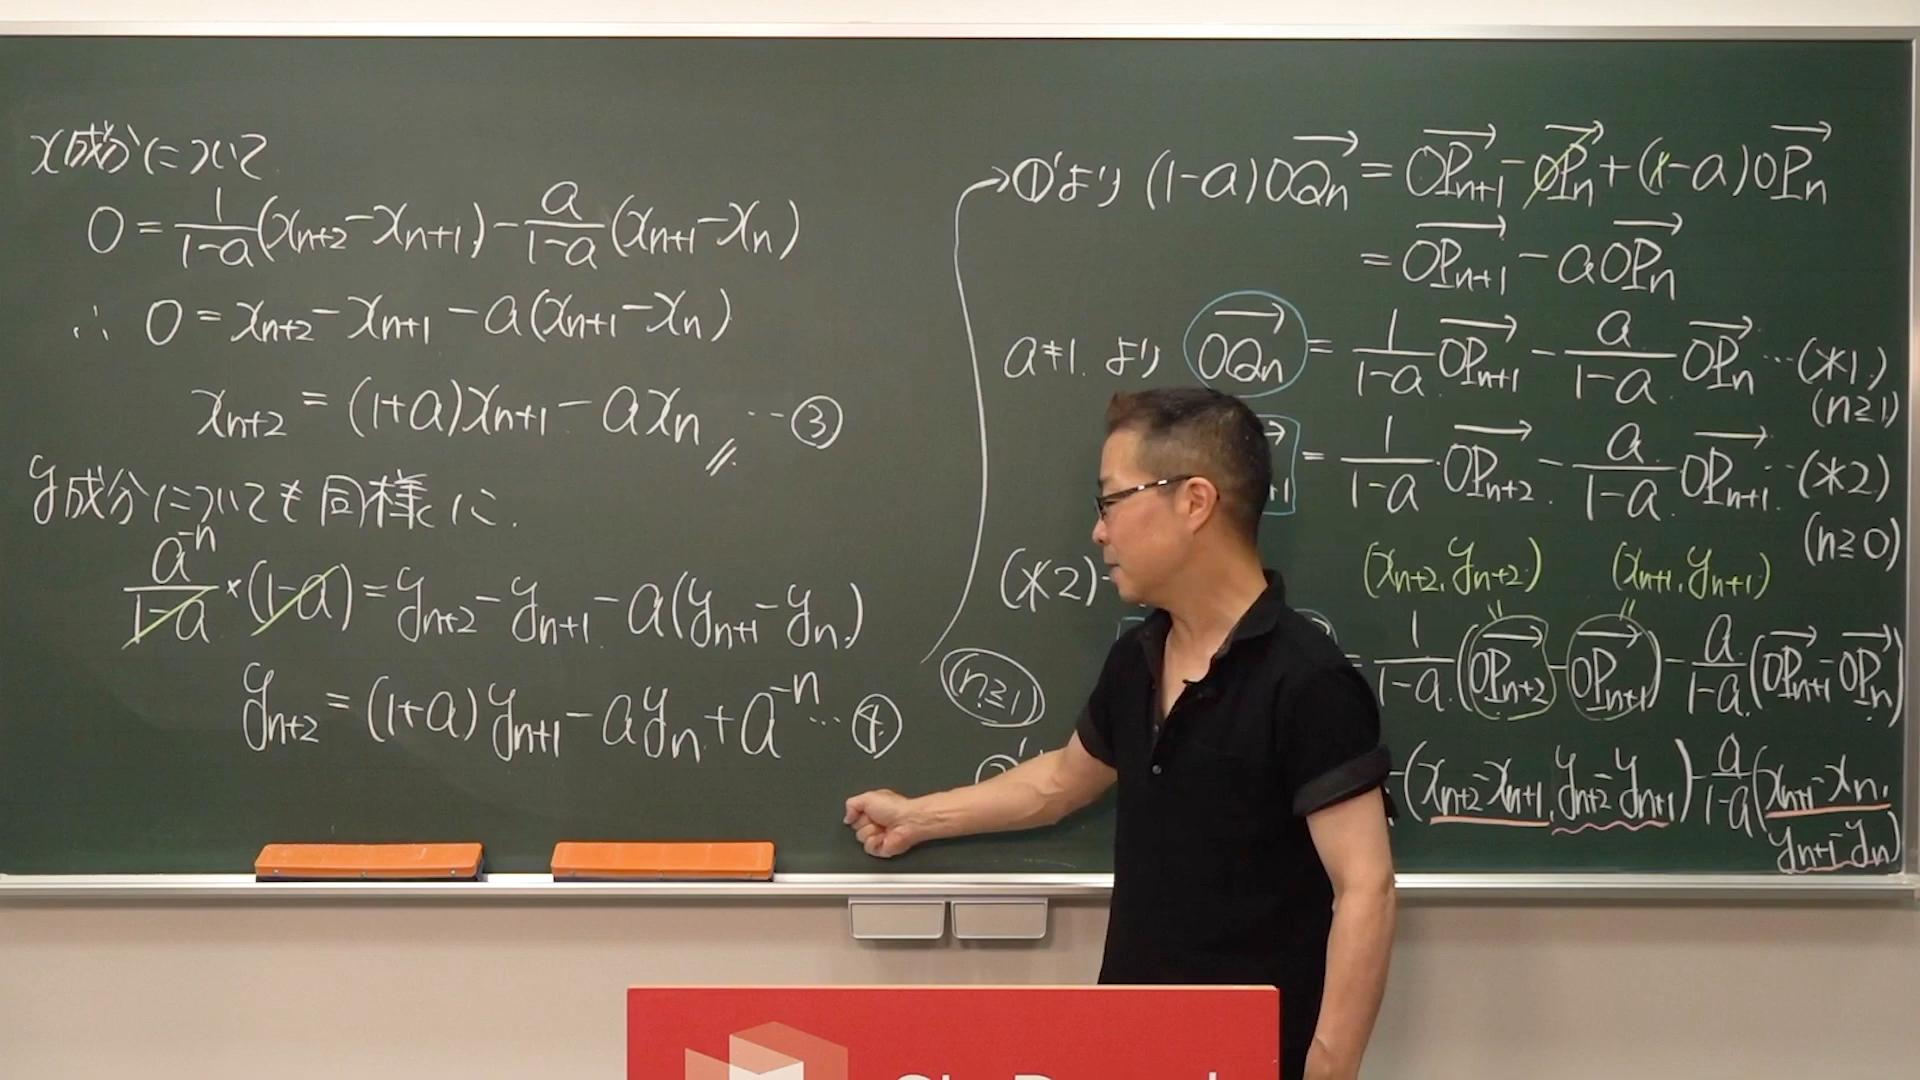 x成分について
0 = 1/(1-a) (x_{n+2} - x_{n+1}) - a/(1-a) (x_{n+1} - x_n)
∴ 0 = x_{n+2} - x_{n+1} - a(x_{n+1} - x_n)
x_{n+2} = (1+a)x_{n+1} - ax_n …③
y成分についても同様に.
a^{-n}/(1-a) × (1-a) = y_{n+2} - y_{n+1} - a(y_{n+1} - y_n)
y_{n+2} = (1+a)y_{n+1} - ay_n + a^{-n} …④
①'より (1-a)OQ_n→ = OP_{n+1}→ - OP_n→ + (1-a)OP_n→
= OP_{n+1}→ - aOP_n→
a≠1.より OQ_n→ = 1/(1-a) OP_{n+1}→ - a/(1-a) OP_n→ …(*1)
(n≧1)
= 1/(1-a)・OP_{n+2}→ - a/(1-a) OP_{n+1}→ …(*2)
(n≧0)
(*2)-
(x_{n+2}, y_{n+2}) (x_{n+1}, y_{n+1})
= 1/(1-a) (OP_{n+2}→ - OP_{n+1}→) - a/(1-a) (OP_{n+1}→ - OP_n→)
(n≧1)
(x_{n+2} - x_{n+1}, y_{n+2} - y_{n+1}) - a/(1-a) (x_{n+1} - x_n,
y_{n+1} - y_n)